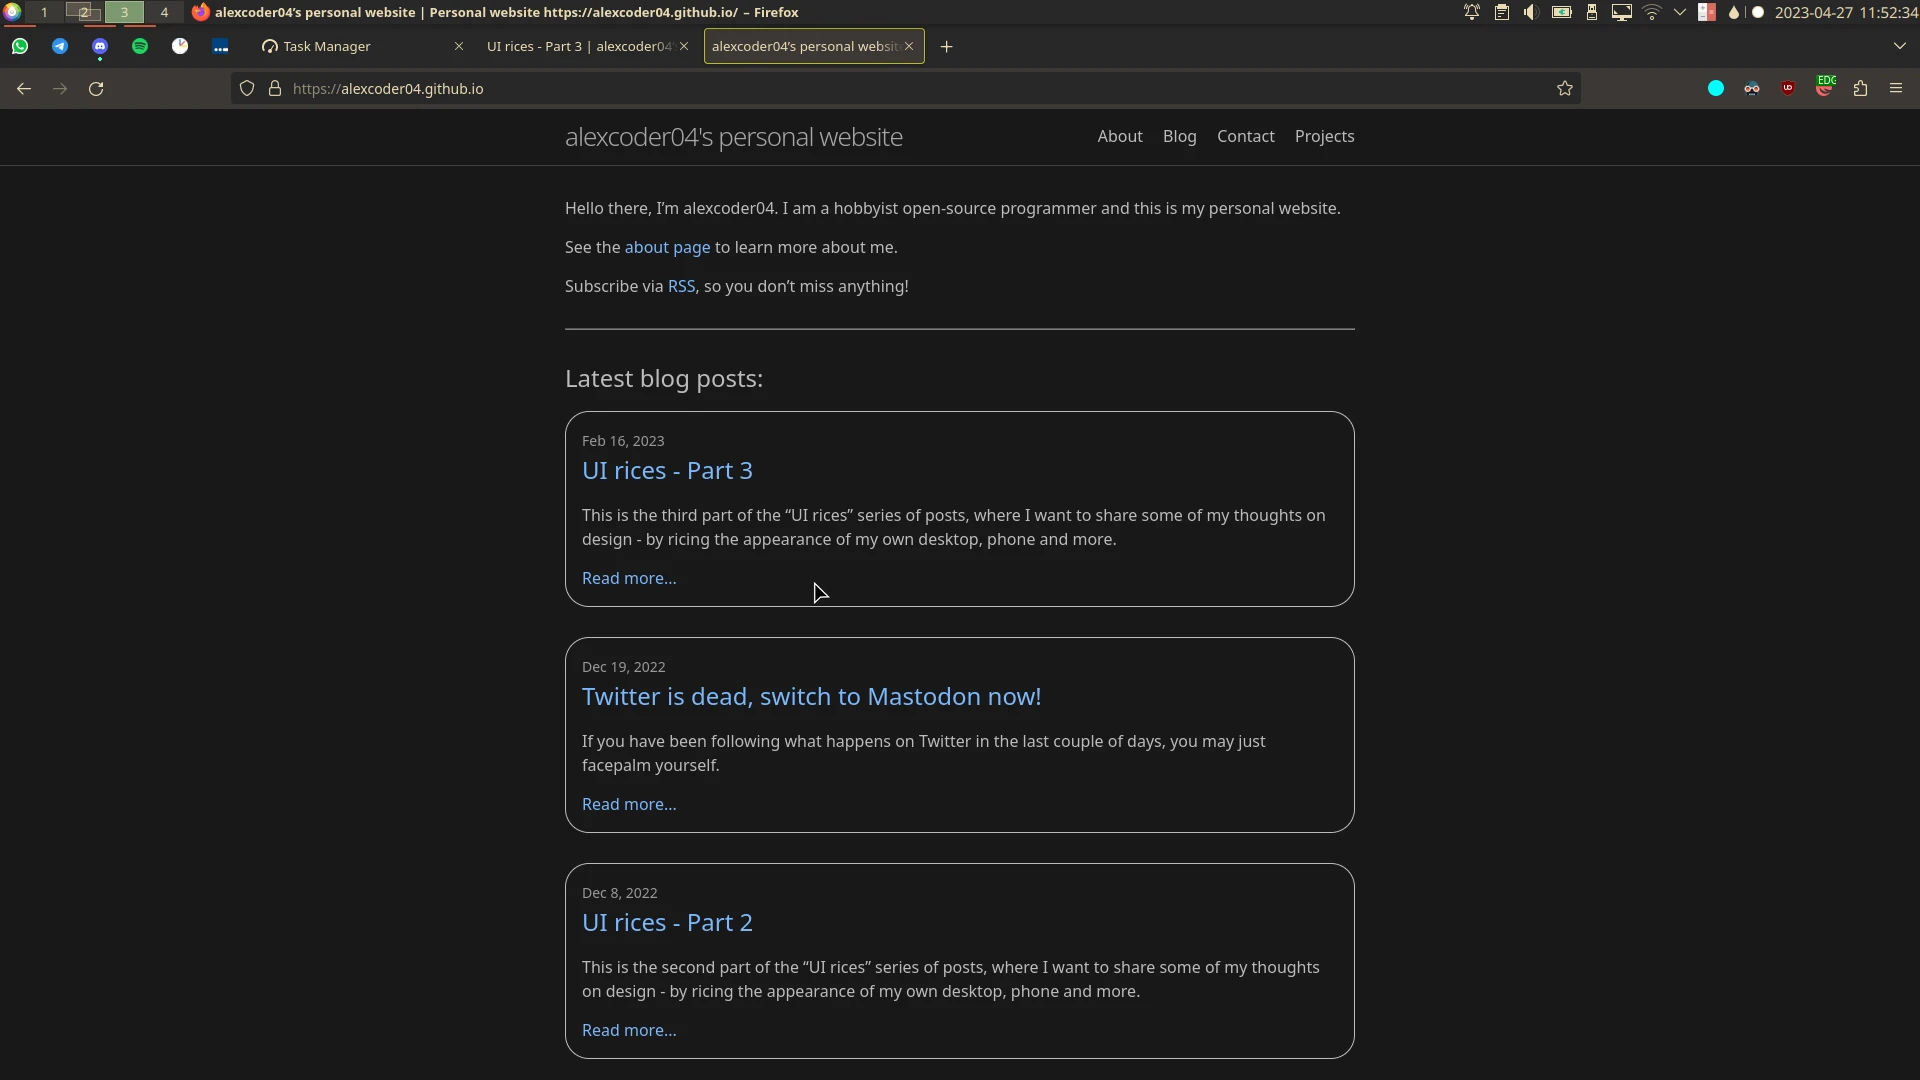 1 2 3 4 alexcoder04's personal website | Personal website https://alexcoder04.github.io/ – Firefox 2023-04-27 11:52:34
Task Manager UI rices - Part 3 | alexcoder04' alexcoder04's personal websit
https://alexcoder04.github.io EDG
alexcoder04's personal website About Blog Contact Projects
Hello there, I’m alexcoder04. I am a hobbyist open-source programmer and this is my personal website.
See the about page to learn more about me.
Subscribe via RSS, so you don’t miss anything!
Latest blog posts:
Feb 16, 2023
UI rices - Part 3
This is the third part of the “UI rices” series of posts, where I want to share some of my thoughts on
design - by ricing the appearance of my own desktop, phone and more.
Read more...
Dec 19, 2022
Twitter is dead, switch to Mastodon now!
If you have been following what happens on Twitter in the last couple of days, you may just
facepalm yourself.
Read more...
Dec 8, 2022
UI rices - Part 2
This is the second part of the “UI rices” series of posts, where I want to share some of my thoughts
on design - by ricing the appearance of my own desktop, phone and more.
Read more...